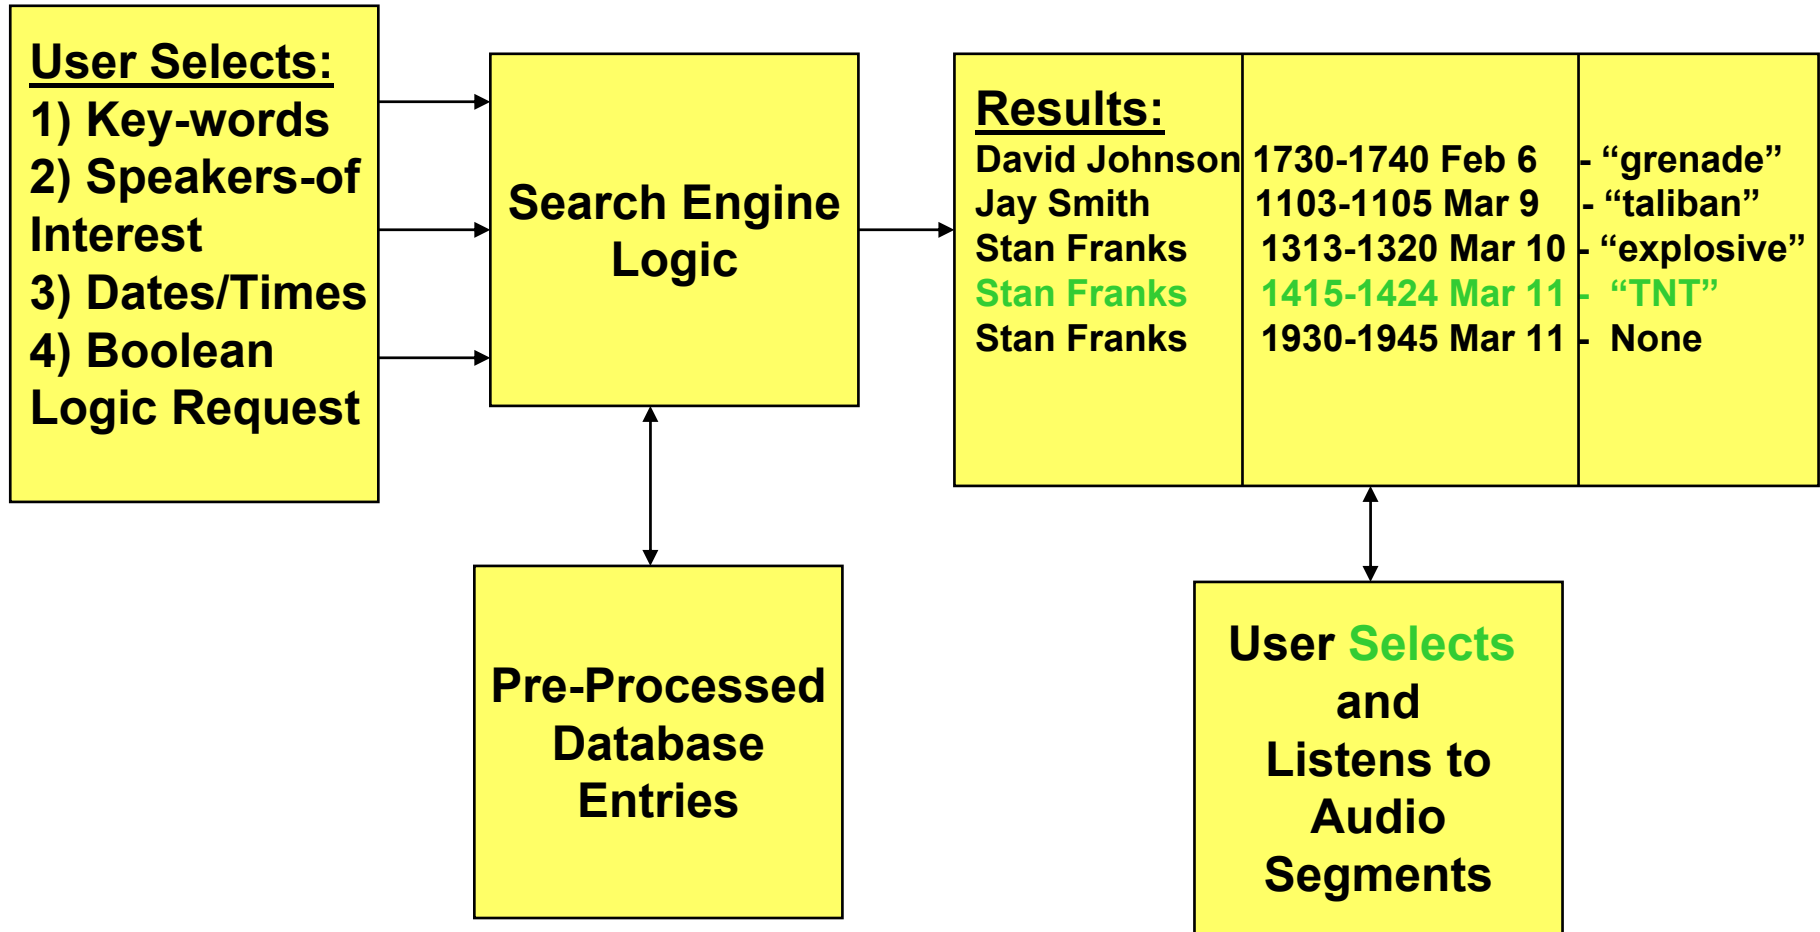 User Selects:
1) Key-words
2) Speakers-of
Interest
3) Dates/Times
4) Boolean
Logic Request
Search Engine
Logic
Results:
David Johnson 1730-1740 Feb 6 - “grenade”
Jay Smith 1103-1105 Mar 9 - “taliban”
Stan Franks 1313-1320 Mar 10 - “explosive”
Stan Franks 1415-1424 Mar 11 - “TNT”
Stan Franks 1930-1945 Mar 11 - None
Pre-Processed
Database
Entries
User Selects
and
Listens to
Audio
Segments